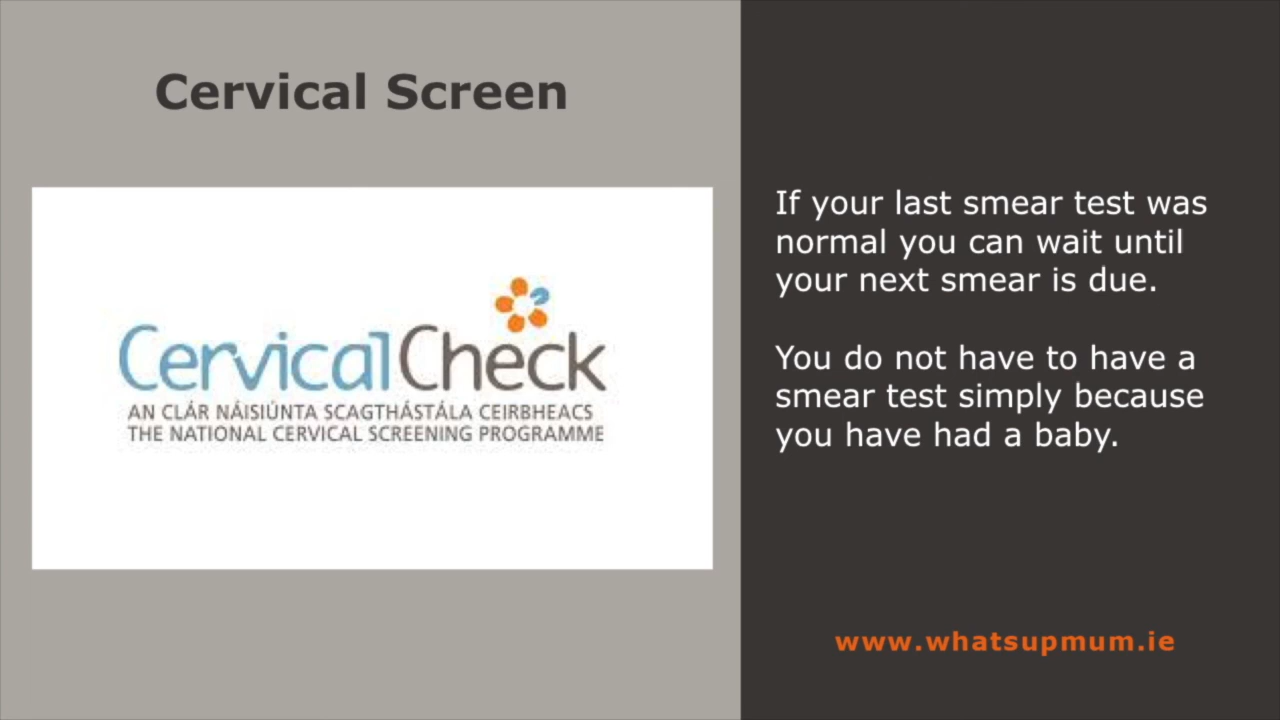 Cervical Screen
CervicalCheck
AN CLÁR NÁISIÚNTA SCAGTHÁSTÁLA CEIRBHEACS
THE NATIONAL CERVICAL SCREENING PROGRAMME
If your last smear test was
normal you can wait until
your next smear is due.
You do not have to have a
smear test simply because
you have had a baby.
www.whatsupmum.ie